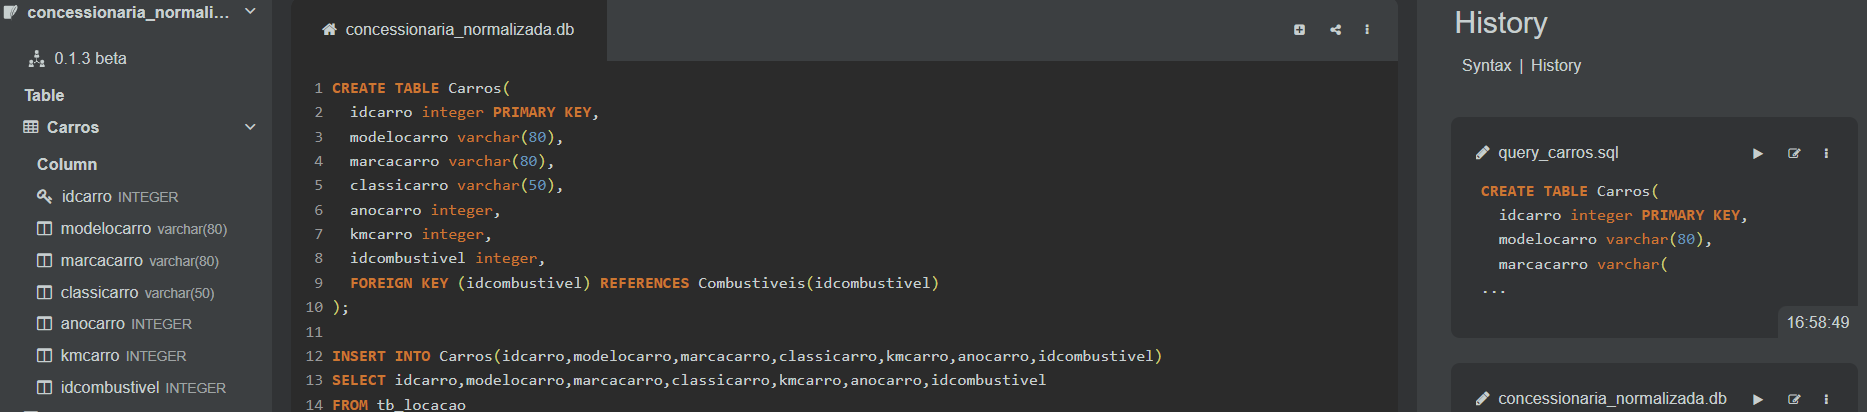 concessionaria_normali...
0.1.3 beta
Table
Carros
Column
idcarro INTEGER
modelocarro varchar(80)
marcacarro varchar(80)
classicarro varchar(50)
anocarro INTEGER
kmcarro INTEGER
idcombustivel INTEGER
concessionaria_normalizada.db
1 CREATE TABLE Carros(
2 idcarro integer PRIMARY KEY,
3 modelocarro varchar(80),
4 marcacarro varchar(80),
5 classicarro varchar(50),
6 anocarro integer,
7 kmcarro integer,
8 idcombustivel integer,
9 FOREIGN KEY (idcombustivel) REFERENCES Combustiveis(idcombustivel)
10 );
11
12 INSERT INTO Carros(idcarro,modelocarro,marcacarro,classicarro,kmcarro,anocarro,idcombustivel)
13 SELECT idcarro,modelocarro,marcacarro,classicarro,kmcarro,anocarro,idcombustivel
14 FROM tb_locacao
History
Syntax | History
query_carros.sql
CREATE TABLE Carros(
idcarro integer PRIMARY KEY,
modelocarro varchar(80),
marcacarro varchar(
...
16:58:49
concessionaria_normalizada.db